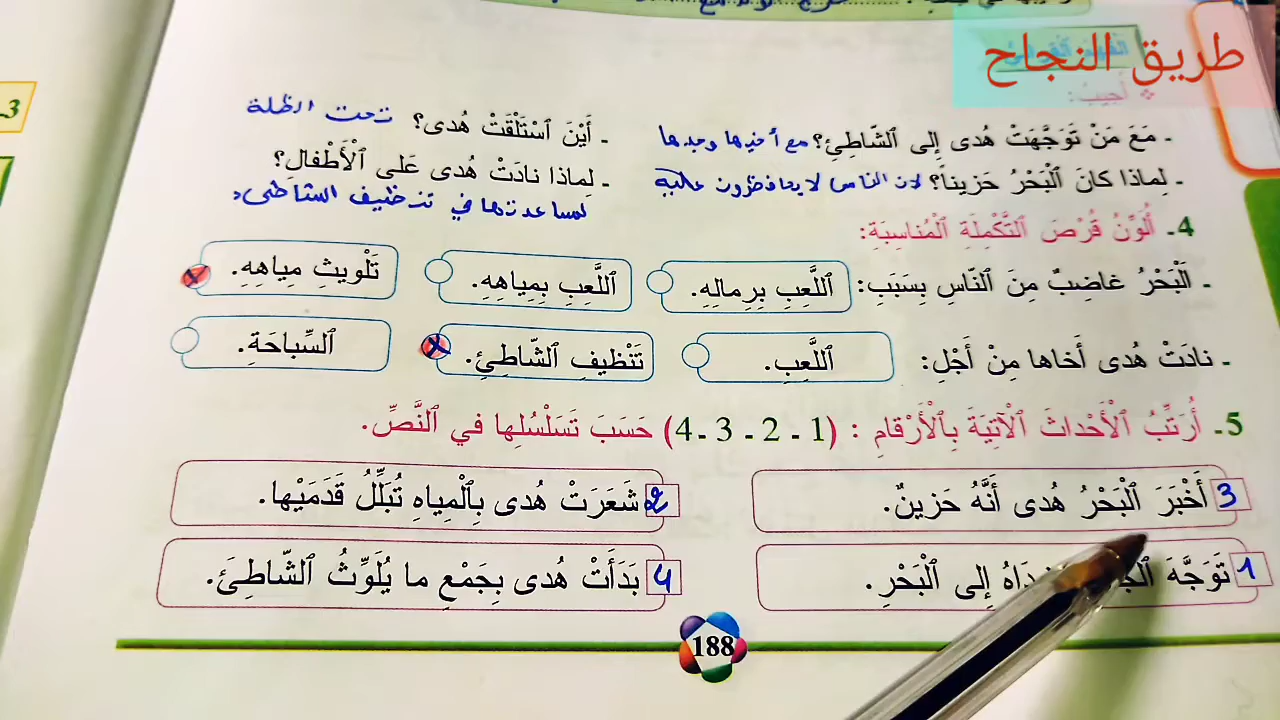 طريق النجاح
3-
❖ أُجيبُ:
- مَعَ مَنْ تَوَجَّهَتْ هُدى إِلى ٱلشّاطِئِ؟ مع أخيها وجدها
- أَيْنَ ٱسْتَلْقَتْ هُدى؟ تحت الظلة
- لِماذا كانَ ٱلْبَحْرُ حَزيناً؟ لان الناس لا يحافظون عليه
- لِماذا نادَتْ هُدى عَلى ٱلْأَطْفالِ؟
لمساعدتها في تنظيف الشاطىء
4- أُلَوِّنُ قُرْصَ ٱلتَّكْمِلَةِ ٱلْمُناسِبَةِ:
- ٱلْبَحْرُ غاضِبٌ مِنَ ٱلنّاسِ بِسَبَبِ: ٱللَّعِبِ بِرِمالِهِ. ٱللَّعِبِ بِمِياهِهِ. تَلْويثِ مِياهِهِ.
- نادَتْ هُدى أَخاها مِنْ أَجْلِ: ٱللَّعِبِ. تَنْظيفِ ٱلشّاطِئِ. ٱلسِّباحَةِ.
5- أُرَتِّبُ ٱلْأَحْداثَ ٱلْآتِيَةَ بِٱلْأَرْقامِ : (1 - 2 - 3 - 4) حَسَبَ تَسَلْسُلِها في ٱلنَّصِّ.
3 أَخْبَرَ ٱلْبَحْرُ هُدى أَنَّهُ حَزينٌ.
2 شَعَرَتْ هُدى بِٱلْمِياهِ تُبَلِّلُ قَدَمَيْها.
1 تَوَجَّهَ إِلى ٱلْبَحْرِ.
4 بَدَأَتْ هُدى بِجَمْعِ ما يُلَوِّثُ ٱلشّاطِئَ.
188